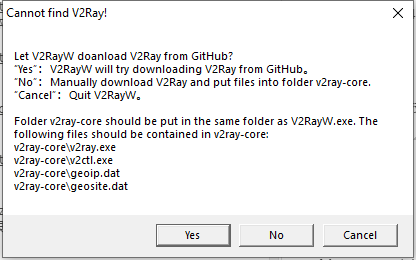 Cannot find V2Ray!
Let V2RayW doanload V2Ray from GitHub?
“Yes”：V2RayW will try downloading V2Ray from GitHub。
“No”：Manually download V2Ray and put files into folder v2ray-core.
“Cancel”：Quit V2RayW。
Folder v2ray-core should be put in the same folder as V2RayW.exe. The
following files should be contained in v2ray-core:
v2ray-core\v2ray.exe
v2ray-core\v2ctl.exe
v2ray-core\geoip.dat
v2ray-core\geosite.dat
Yes
No
Cancel